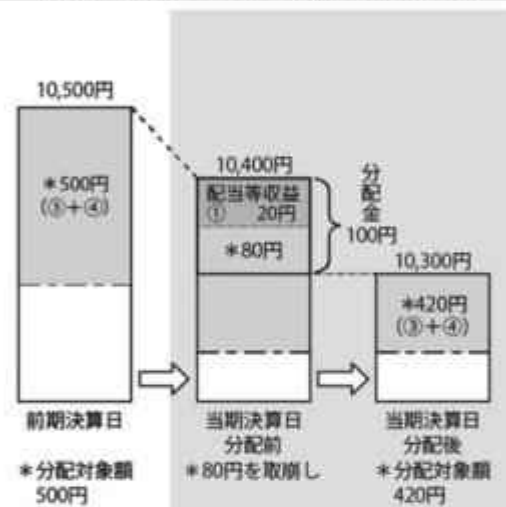 10,500円
*500円
(③+④)
前期決算日
*分配対象額
500円
10,400円
配当等収益
① 20円
*80円
分配金
100円
当期決算日
分配前
*80円を取崩し
10,300円
*420円
(③+④)
当期決算日
分配後
*分配対象額
420円